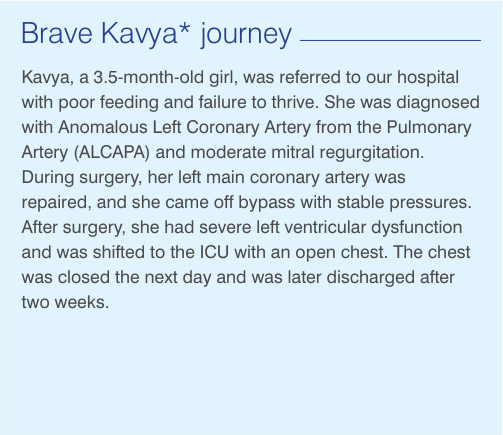 Brave Kavya* journey
Kavya, a 3.5-month-old girl, was referred to our hospital
with poor feeding and failure to thrive. She was diagnosed
with Anomalous Left Coronary Artery from the Pulmonary
Artery (ALCAPA) and moderate mitral regurgitation.
During surgery, her left main coronary artery was
repaired, and she came off bypass with stable pressures.
After surgery, she had severe left ventricular dysfunction
and was shifted to the ICU with an open chest. The chest
was closed the next day and was later discharged after
two weeks.